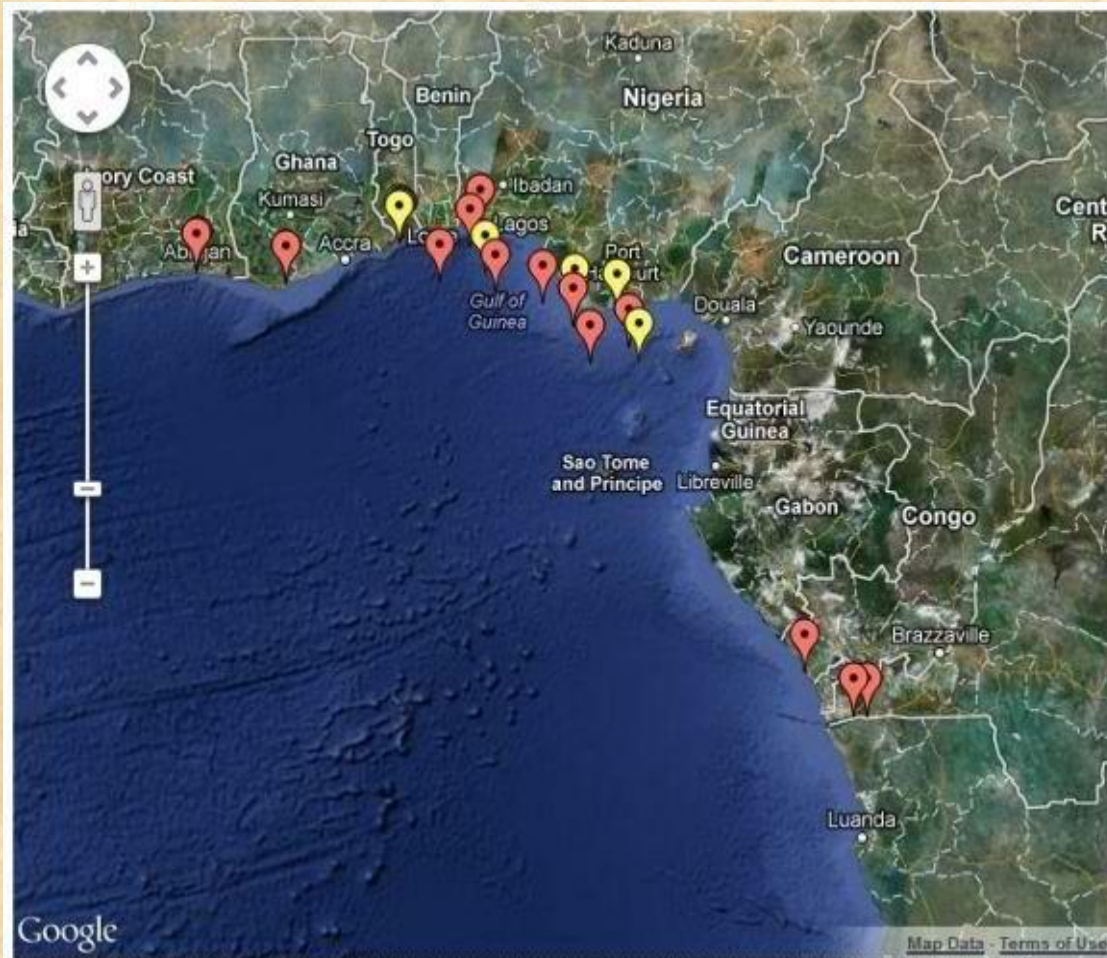 Kaduna
Benin
Nigeria
Togo
Ghana
Ivory Coast
Ibadan
Kumasi
Lagos
Accra
Port
Cameroon
Gulf of
Guinea
Douala
Yaounde
Equatorial
Guinea
Sao Tome
and Principe
Libreville
Gabon
Congo
Brazzaville
Luanda
Google
Map Data - Terms of Use